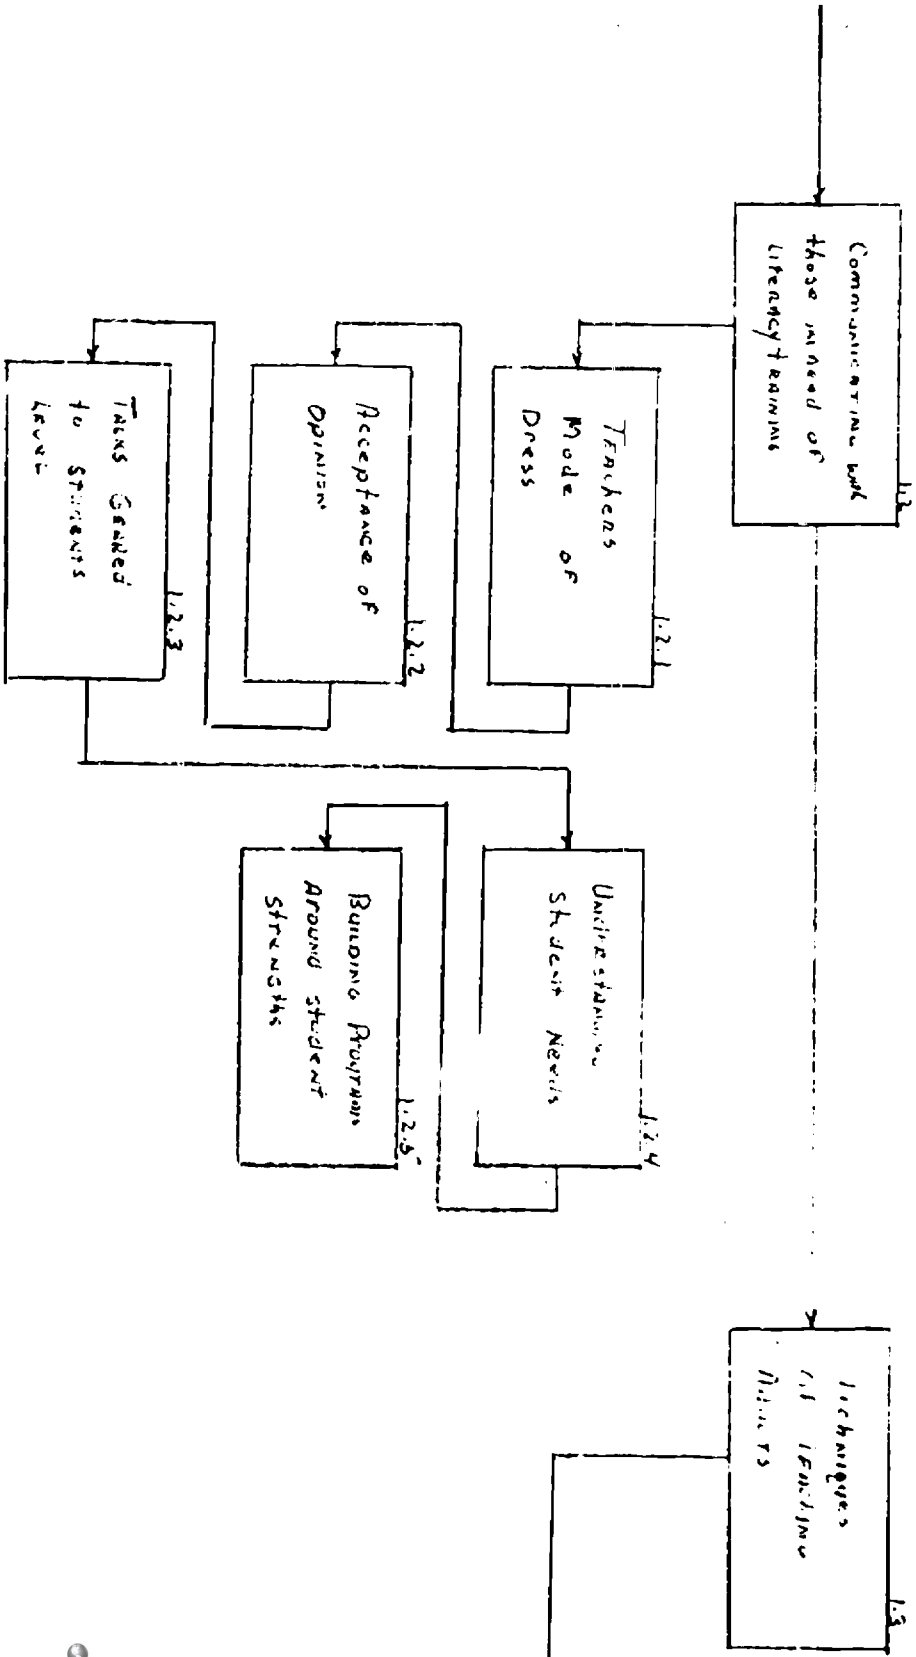 1.2
Communicating with
those in need of
Literacy training
1.2.1
Teachers
Mode of
Dress
1.2.2
Acceptance of
Opinion
1.2.3
Talks Geared
to Students
Level
1.2.4
Understanding
Student Needs
1.2.5
Building Program
Around student
strengths
1.3
Techniques
of Teaching
Adults